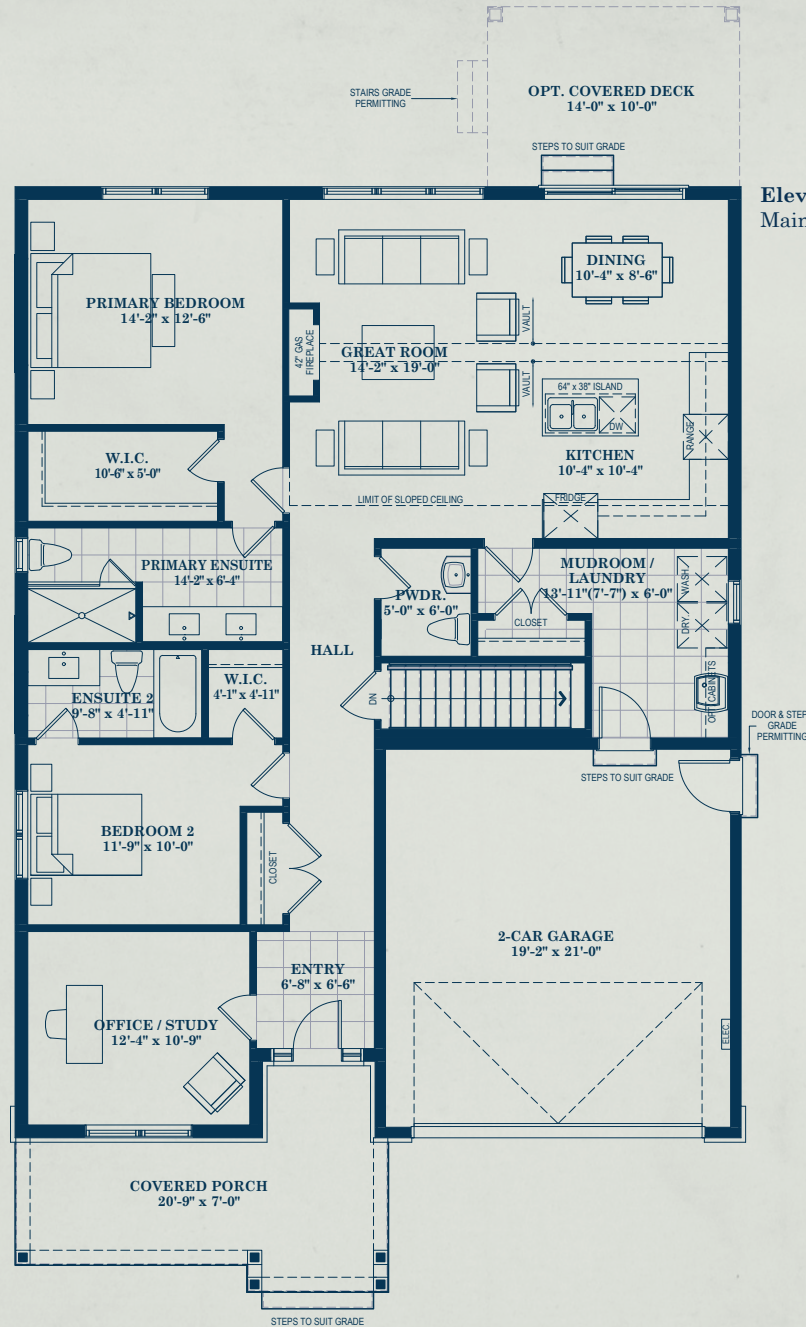 STAIRS GRADE
PERMITTING
OPT. COVERED DECK
14'-0" x 10'-0"
STEPS TO SUIT GRADE
Elev
Main
PRIMARY BEDROOM
14'-2" x 12'-6"
DINING
10'-4" x 8'-6"
42" GAS
FIREPLACE
GREAT ROOM
14'-2" x 19'-0"
VAULT
VAULT
64" x 38" ISLAND
DW
RANGE
KITCHEN
10'-4" x 10'-4"
W.I.C.
10'-6" x 5'-0"
LIMIT OF SLOPED CEILING
FRIDGE
PRIMARY ENSUITE
14'-2" x 6'-4"
PWDR.
5'-0" x 6'-0"
MUDROOM /
LAUNDRY
13'-11"(7'-7") x 6'-0"
WASH.
DRY.
CLOSET
HALL
ENSUITE 2
9'-8" x 4'-11"
W.I.C.
4'-1" x 4'-11"
DN
OPT CABINETS
DOOR & STEP
GRADE
PERMITTING
STEPS TO SUIT GRADE
BEDROOM 2
11'-9" x 10'-0"
CLOSET
2-CAR GARAGE
19'-2" x 21'-0"
ENTRY
6'-8" x 6'-6"
OFFICE / STUDY
12'-4" x 10'-9"
ELEC.
COVERED PORCH
20'-9" x 7'-0"
STEPS TO SUIT GRADE